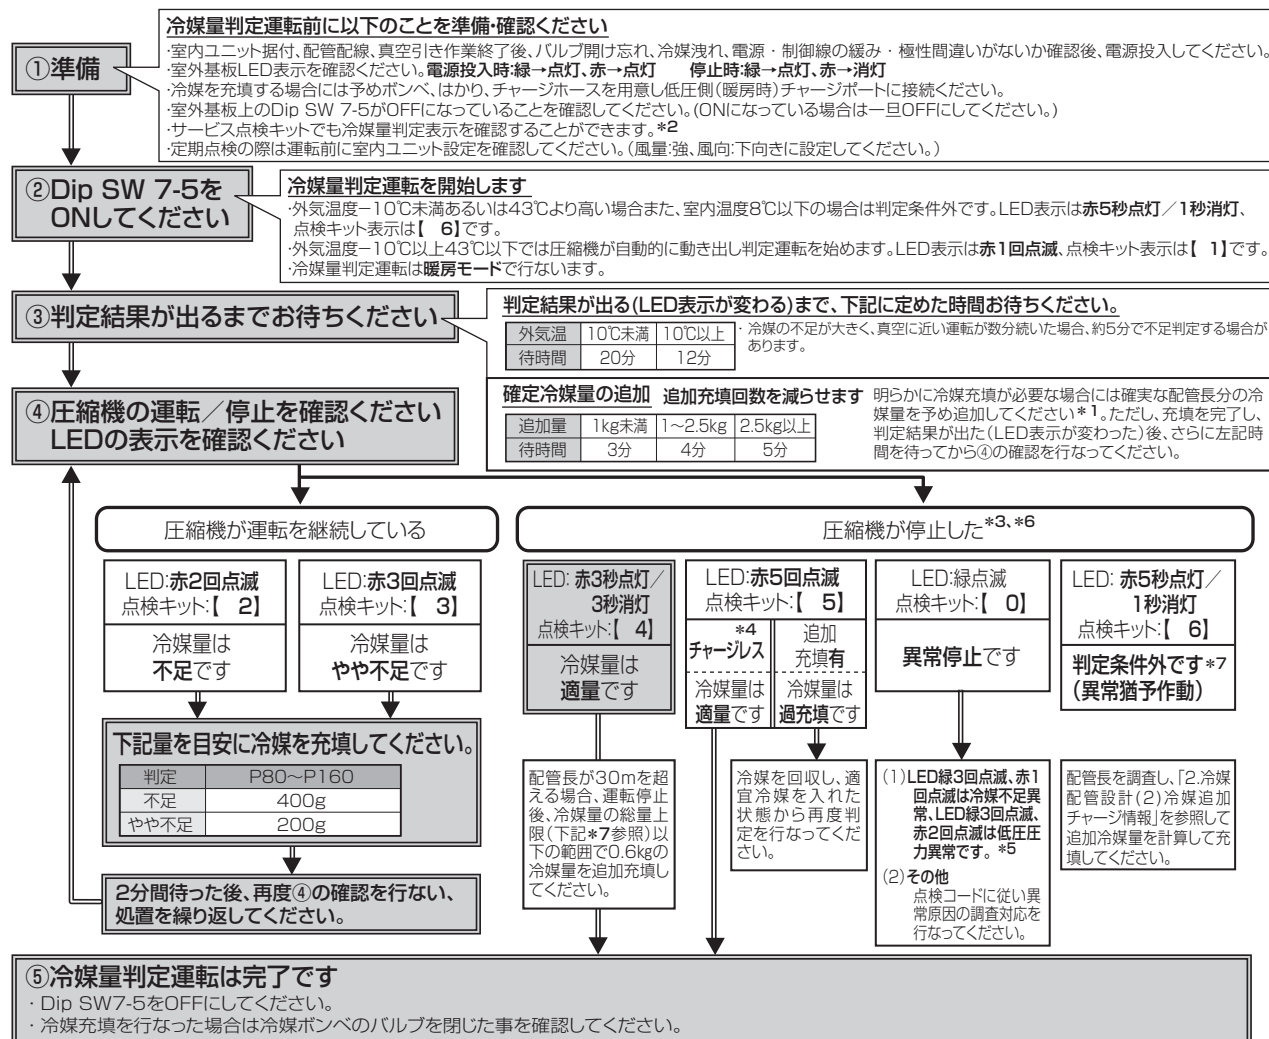 ①準備
冷媒量判定運転前に以下のことを準備・確認ください
・室内ユニット据付、配管配線、真空引き作業終了後、バルブ開け忘れ、冷媒洩れ、電源・制御線の緩み・極性間違いがないか確認後、電源投入してください。
・室外基板LED表示を確認ください。電源投入時:緑→点灯、赤→点灯　停止時:緑→点灯、赤→消灯
・冷媒を充填する場合には予めボンベ、はかり、チャージホースを用意し低圧側(暖房時)チャージポートに接続ください。
・室外基板上のDip SW 7-5がOFFになっていることを確認してください。(ONになっている場合は一旦OFFにしてください。)
・サービス点検キットでも冷媒量判定表示を確認することができます。*2
・定期点検の際は運転前に室内ユニット設定を確認してください。(風量:強、風向:下向きに設定してください。)
②Dip SW 7-5を
ONしてください
冷媒量判定運転を開始します
・外気温度−10℃未満あるいは43℃より高い場合また、室内温度8℃以下の場合は判定条件外です。LED表示は赤5秒点灯／1秒消灯、
点検キット表示は【　6】です。
・外気温度−10℃以上43℃以下では圧縮機が自動的に動き出し判定運転を始めます。LED表示は赤1回点滅、点検キット表示は【　1】です。
・冷媒量判定運転は暖房モードで行ないます。
③判定結果が出るまでお待ちください
判定結果が出る(LED表示が変わる)まで、下記に定めた時間お待ちください。
外気温 10℃未満 10℃以上
待時間 20分 12分
・冷媒の不足が大きく、真空に近い運転が数分続いた場合、約5分で不足判定する場合が
あります。
④圧縮機の運転／停止を確認ください
LEDの表示を確認ください
確定冷媒量の追加　追加充填回数を減らせます
追加量 1kg未満 1〜2.5kg 2.5kg以上
待時間 3分 4分 5分
明らかに冷媒充填が必要な場合には確実な配管長分の冷
媒量を予め追加してください*1。ただし、充填を完了し、
判定結果が出た(LED表示が変わった)後、さらに左記時
間を待ってから④の確認を行なってください。
圧縮機が運転を継続している
圧縮機が停止した*3、*6
LED:赤2回点滅
点検キット:【　2】
冷媒量は
不足です
LED:赤3回点滅
点検キット:【　3】
冷媒量は
やや不足です
下記量を目安に冷媒を充填してください。
判定 P80〜P160
不足 400g
やや不足 200g
2分間待った後、再度④の確認を行ない、
処置を繰り返してください。
LED: 赤3秒点灯／
3秒消灯
点検キット:【　4】
冷媒量は
適量です
配管長が30mを超
える場合、運転停止
後、冷媒量の総量上
限(下記*7参照)以
下の範囲で0.6kgの
冷媒量を追加充填し
てください。
LED:赤5回点滅
点検キット:【　5】
*4
チャージレス
冷媒量は
適量です
追加
充填有
冷媒量は
過充填です
冷媒を回収し、適
宜冷媒を入れた
状態から再度判
定を行なってくだ
さい。
LED:緑点滅
点検キット:【　0】
異常停止です
(1)LED緑3回点滅、赤1
回点滅は冷媒不足異
常、LED緑3回点滅、
赤2回点滅は低圧圧
力異常です。*5
(2)その他
点検コードに従い異
常原因の調査対応を
行なってください。
LED: 赤5秒点灯／
1秒消灯
点検キット:【　6】
判定条件外です*7
(異常猶予作動)
配管長を調査し、「2.冷媒
配管設計(2)冷媒追加
チャージ情報」を参照して
追加冷媒量を計算して充
填してください。
⑤冷媒量判定運転は完了です
・Dip SW7-5をOFFにしてください。
・冷媒充填を行なった場合は冷媒ボンベのバルブを閉じた事を確認してください。